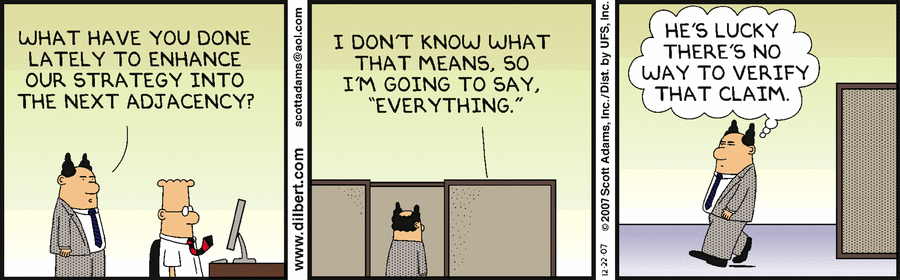 WHAT HAVE YOU DONE
LATELY TO ENHANCE
OUR STRATEGY INTO
THE NEXT ADJACENCY?
www.dilbert.com
scottadams@aol.com
I DON'T KNOW WHAT
THAT MEANS, SO
I'M GOING TO SAY,
"EVERYTHING."
12-22-07 © 2007 Scott Adams, Inc./Dist. by UFS, Inc.
HE'S LUCKY
THERE'S NO
WAY TO VERIFY
THAT CLAIM.